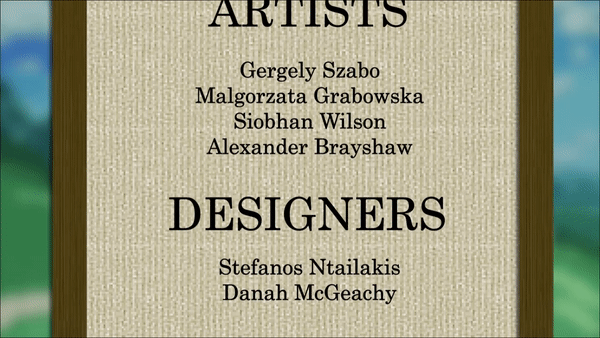 ARTISTS
Gergely Szabo
Malgorzata Grabowska
Siobhan Wilson
Alexander Brayshaw
DESIGNERS
Stefanos Ntailakis
Danah McGeachy